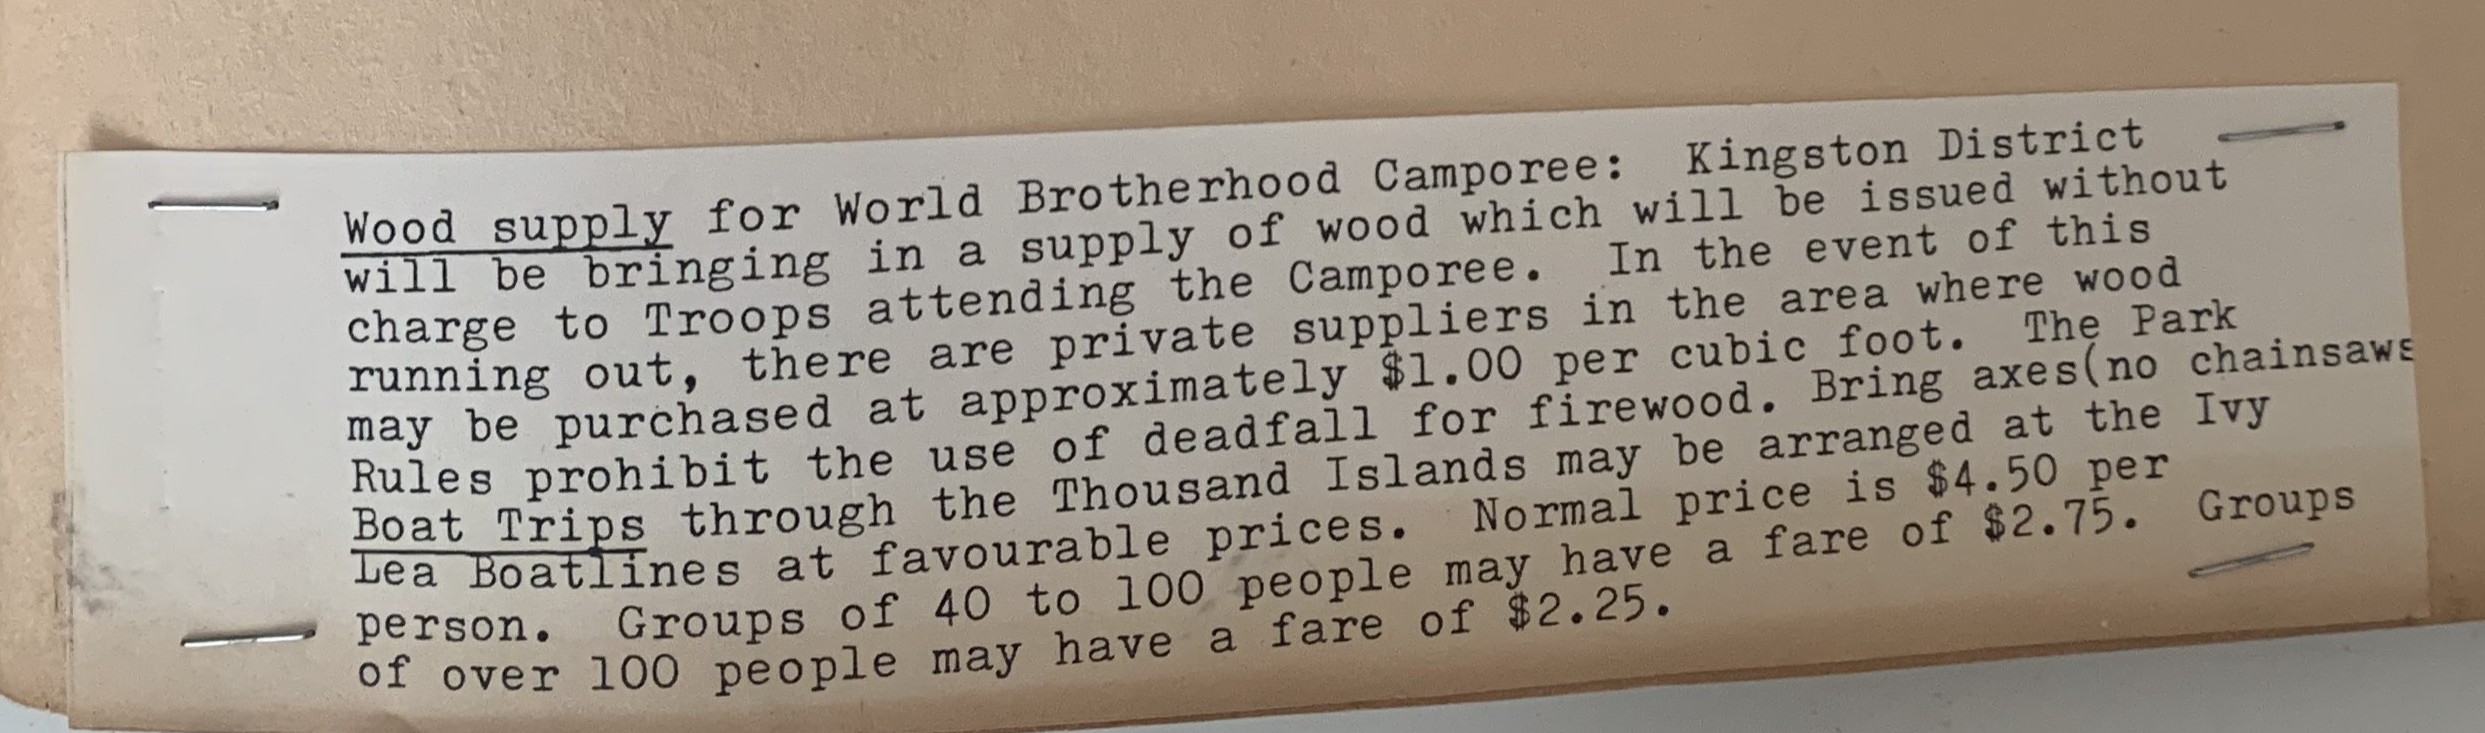 Wood supply for World Brotherhood Camporee:  Kingston District
will be bringing in a supply of wood which will be issued without
charge to Troops attending the Camporee.  In the event of this
running out, there are private suppliers in the area where wood
may be purchased at approximately $1.00 per cubic foot.  The Park
Rules prohibit the use of deadfall for firewood. Bring axes(no chainsaws
Boat Trips through the Thousand Islands may be arranged at the Ivy
Lea Boatlines at favourable prices.  Normal price is $4.50 per
person.  Groups of 40 to 100 people may have a fare of $2.75.  Groups
of over 100 people may have a fare of $2.25.